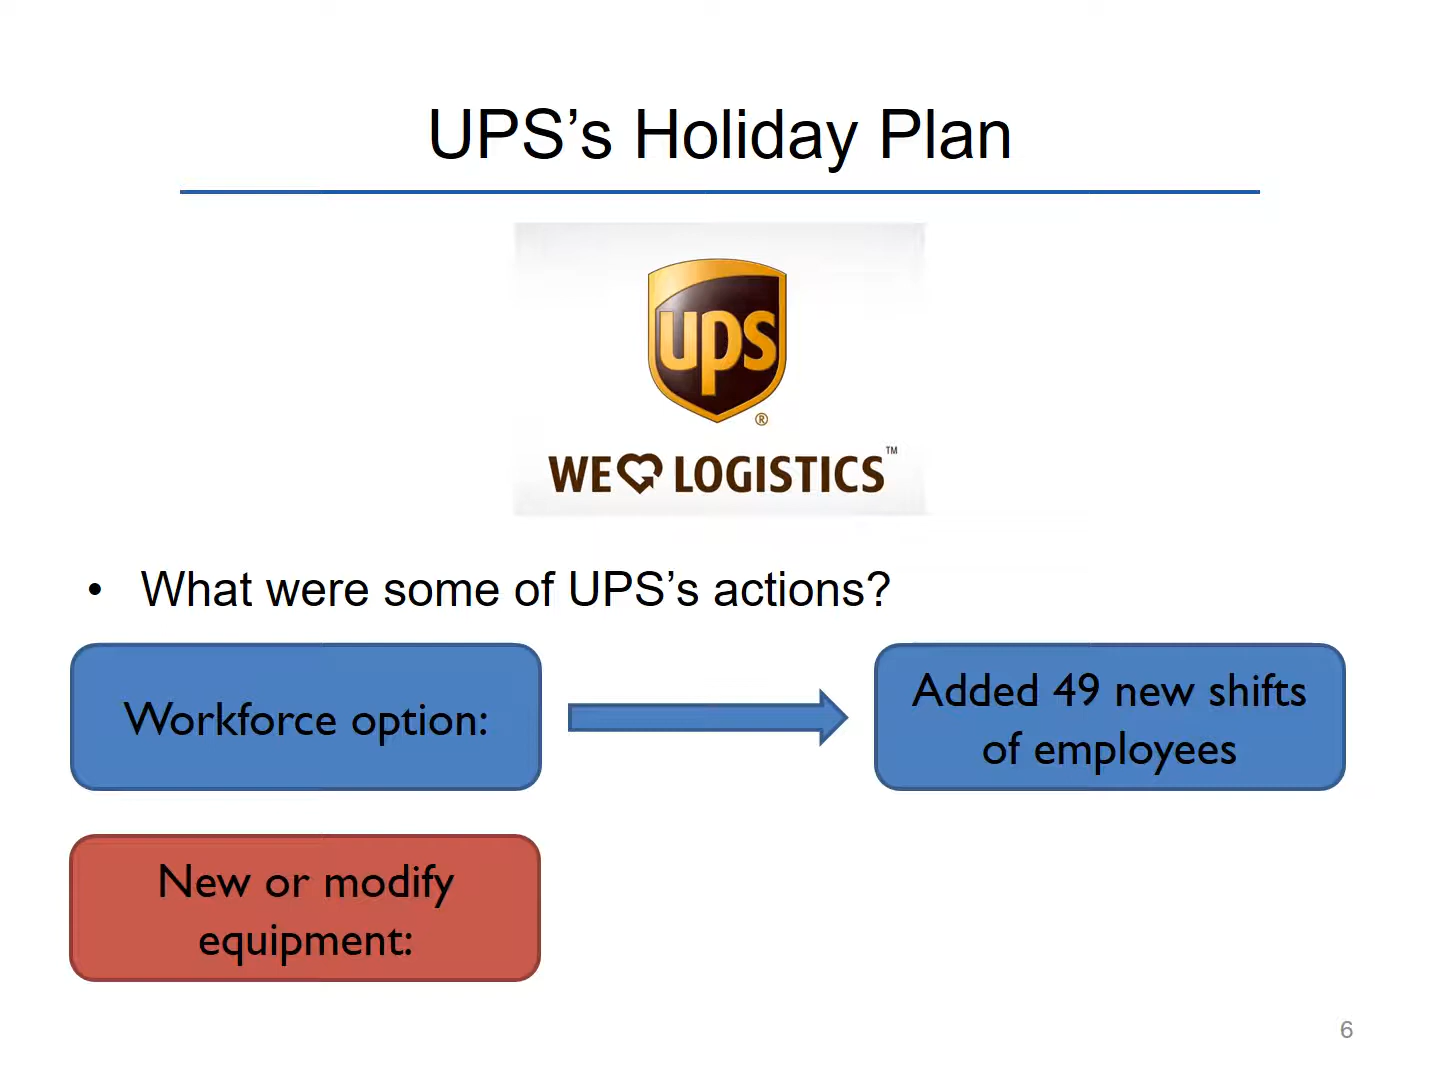 UPS’s Holiday Plan
ups
®
WE LOGISTICS™
• What were some of UPS’s actions?
Workforce option:
Added 49 new shifts
of employees
New or modify
equipment:
6